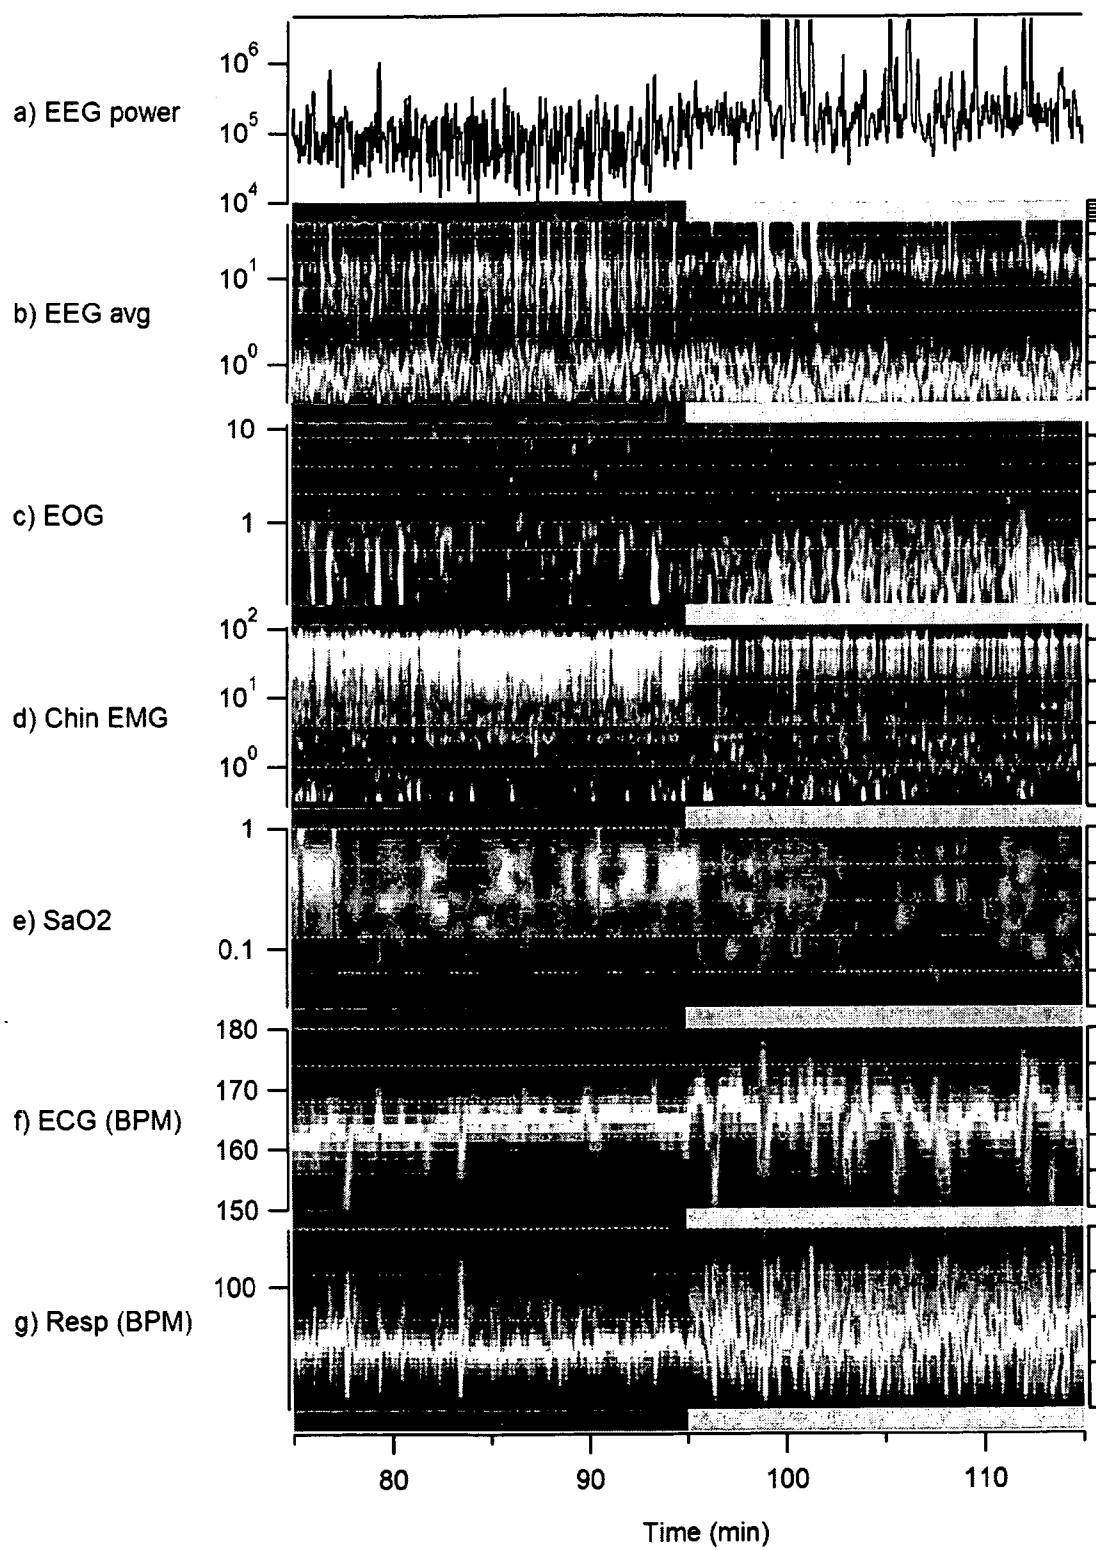 10^6
a) EEG power
10^5
10^4
10^1
b) EEG avg
10^0
10
c) EOG
1
10^2
10^1
d) Chin EMG
10^0
1
e) SaO2
0.1
180
170
f) ECG (BPM)
160
150
100
g) Resp (BPM)
80 90 100 110
Time (min)